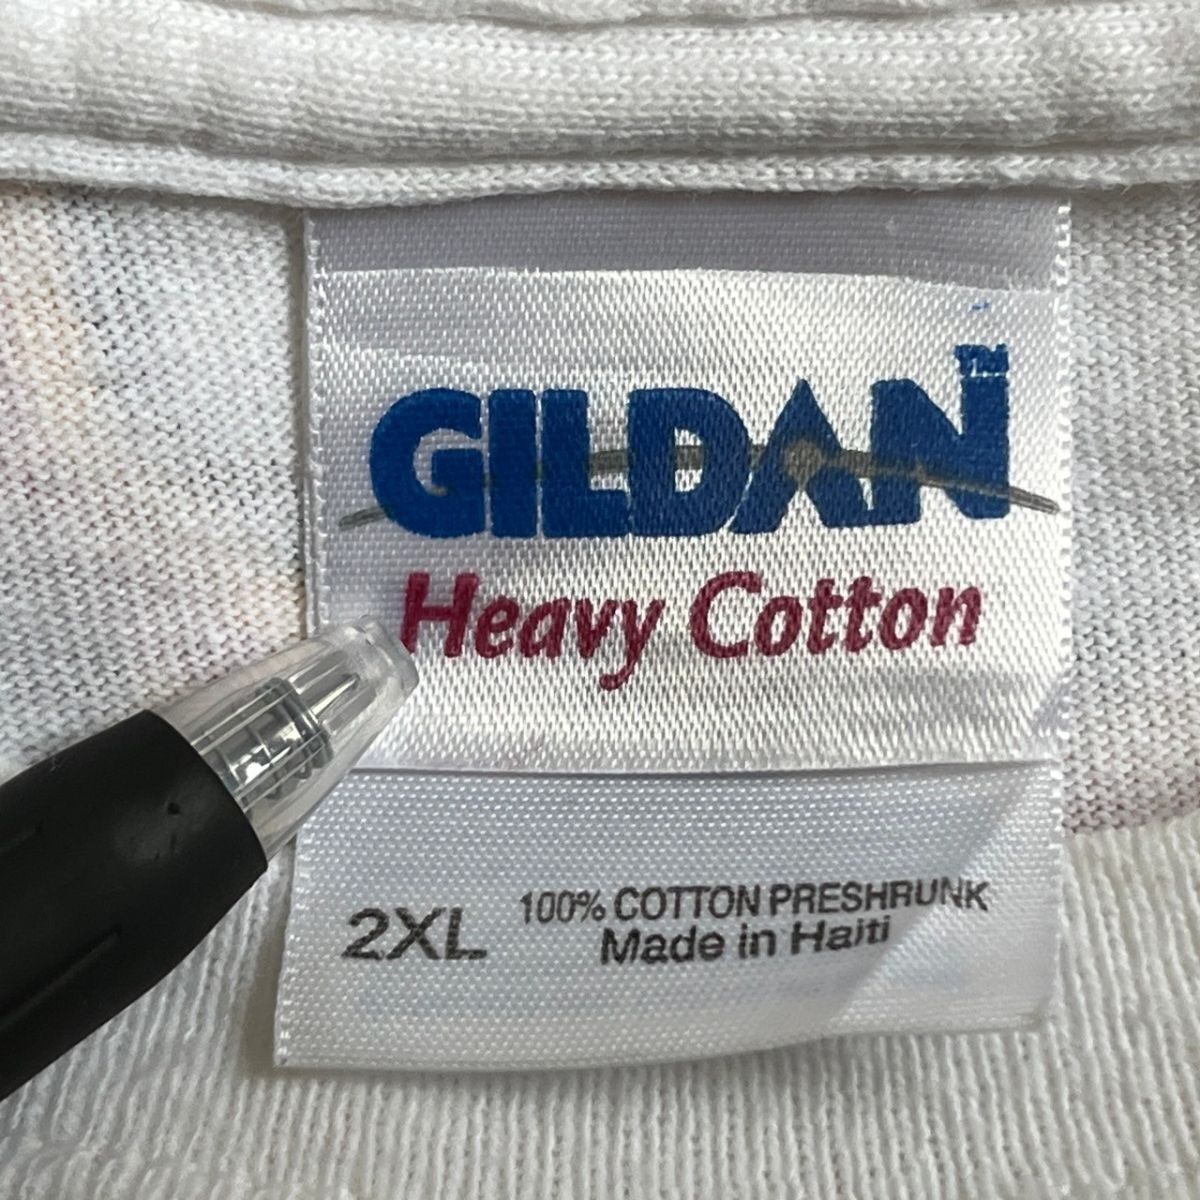 GILDAN™
Heavy Cotton
2XL
100% COTTON PRESHRUNK
Made in Haiti